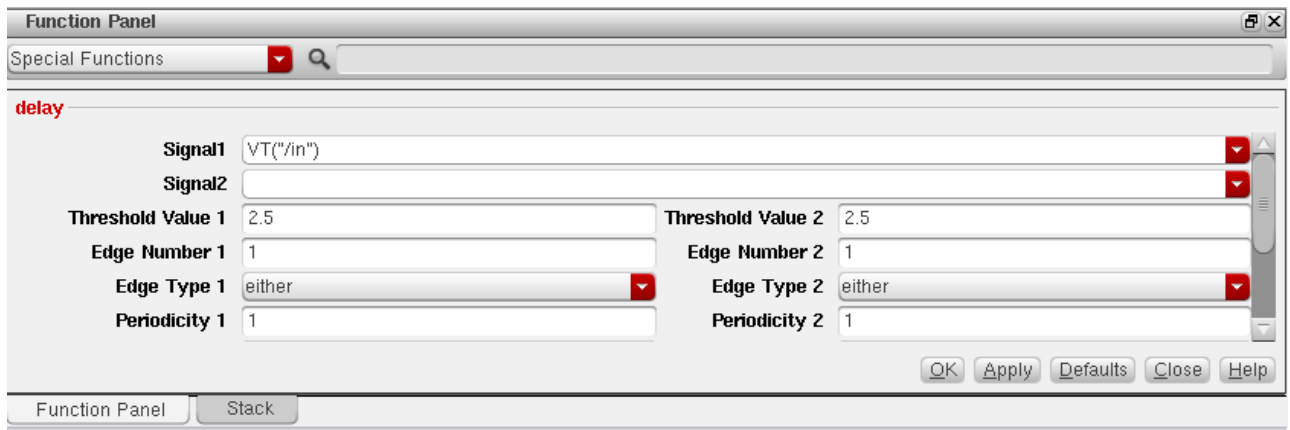 Function Panel
Special Functions
delay
Signal1 VT("/in")
Signal2
Threshold Value 1 2.5 Threshold Value 2 2.5
Edge Number 1 1 Edge Number 2 1
Edge Type 1 either Edge Type 2 either
Periodicity 1 1 Periodicity 2 1
OK Apply Defaults Close Help
Function Panel Stack